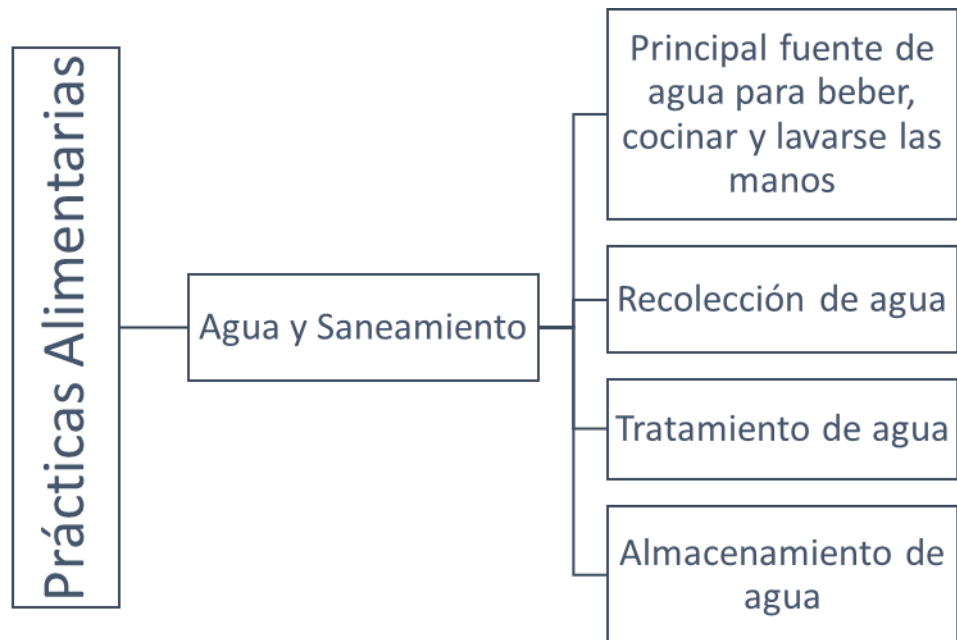 Prácticas Alimentarias
Agua y Saneamiento
Principal fuente de
agua para beber,
cocinar y lavarse las
manos
Recolección de agua
Tratamiento de agua
Almacenamiento de
agua